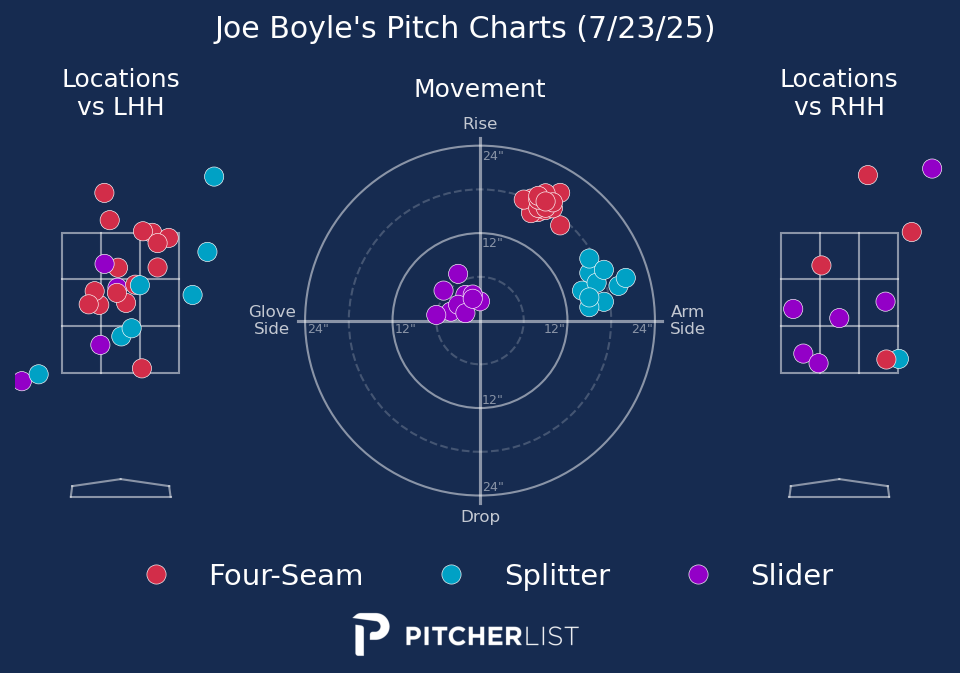 Joe Boyle's Pitch Charts (7/23/25)
Locations
vs LHH
Movement
Locations
vs RHH
Rise
24"
12"
Glove
Side
24"
12"
12"
24"
Arm
Side
12"
24"
Drop
Four-Seam
Splitter
Slider
PITCHERLIST